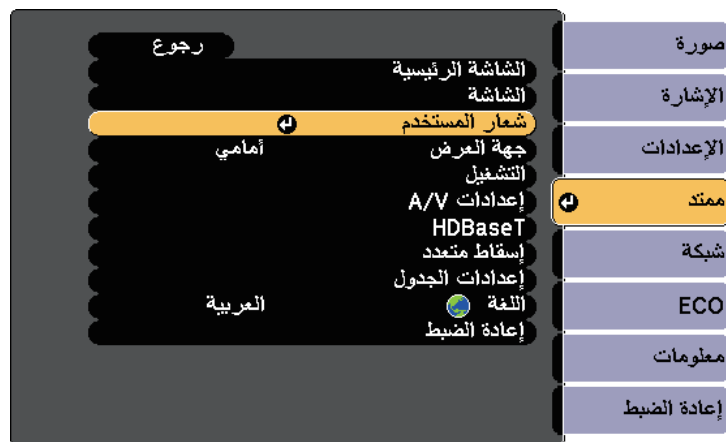 صورة
الإشارة
الإعدادات
ممتد
شبكة
ECO
معلومات
إعادة الضبط
رجوع
الشاشة الرئيسية
الشاشة
شعار المستخدم
جهة العرض أمامي
التشغيل
إعدادات A/V
HDBaseT
إسقاط متعدد
إعدادات الجدول
اللغة العربية
إعادة الضبط